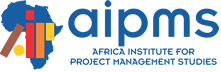 aipms
AFRICA INSTITUTE FOR
PROJECT MANAGEMENT STUDIES